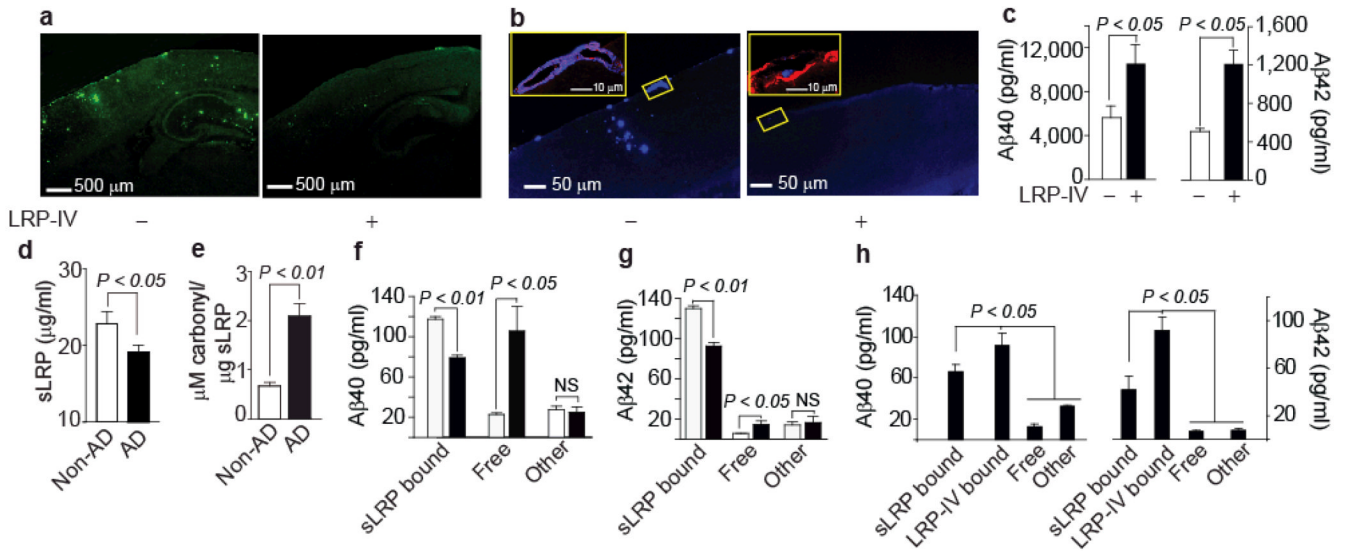 a
500 μm
500 μm
b
10 μm
50 μm
10 μm
50 μm
c
P < 0.05
P < 0.05
Aβ40 (pg/ml)
12,000
8,000
4,000
0
1,600
1,200
800
400
0
Aβ42
(pg/ml)
LRP-IV – + – +
LRP-IV – + – +
d
sLRP (μg/ml)
30
20
10
P < 0.05
Non-AD
AD
e
μM carbonyl/
μg sLRP
3
2
1
0
P < 0.01
Non-AD
AD
f
Aβ40 (pg/ml)
140
100
60
20
P < 0.01
P < 0.05
NS
sLRP bound
Free
Other
g
Aβ42 (pg/ml)
140
100
60
20
P < 0.01
P < 0.05
NS
sLRP bound
Free
Other
h
Aβ40 (pg/ml)
140
100
60
20
P < 0.05
sLRP bound
LRP-IV bound
Free
Other
P < 0.05
sLRP bound
LRP-IV bound
Free
Other
100
60
20
Aβ42 (pg/ml)